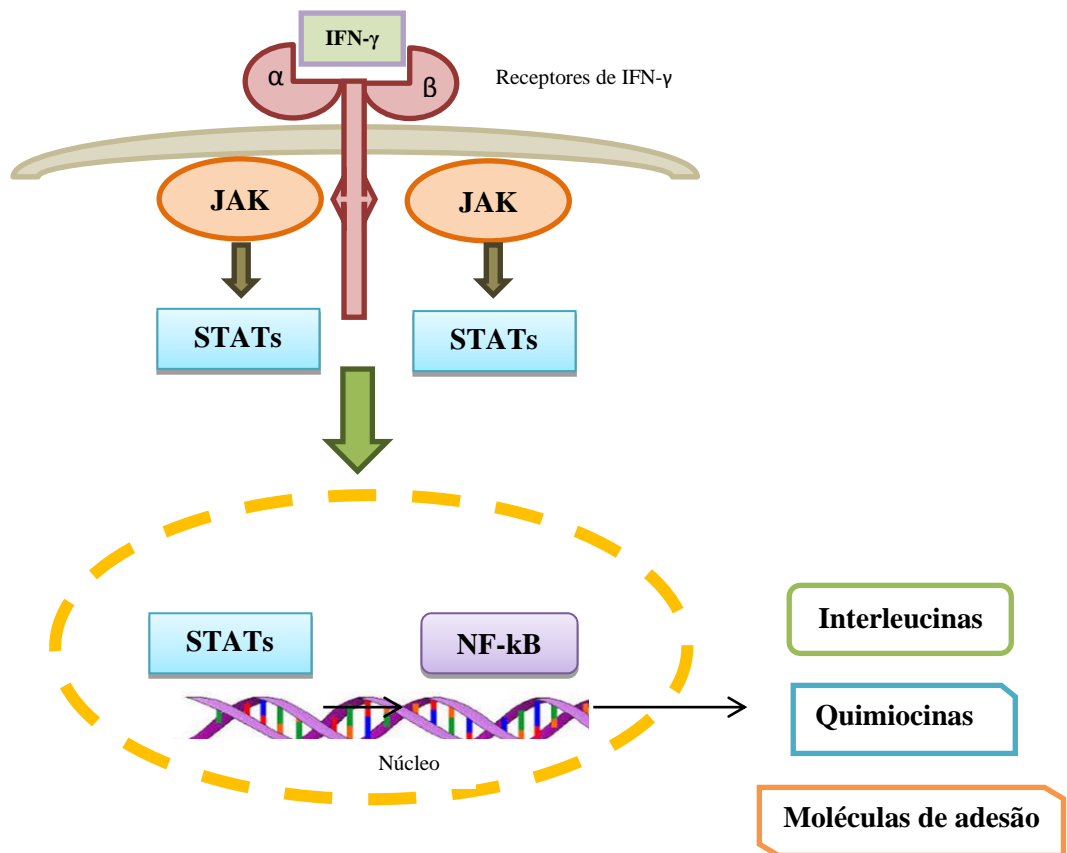 IFN-γ
α
β
Receptores de IFN-γ
JAK
JAK
STATs
STATs
STATs
NF-kB
Núcleo
Interleucinas
Quimiocinas
Moléculas de adesão